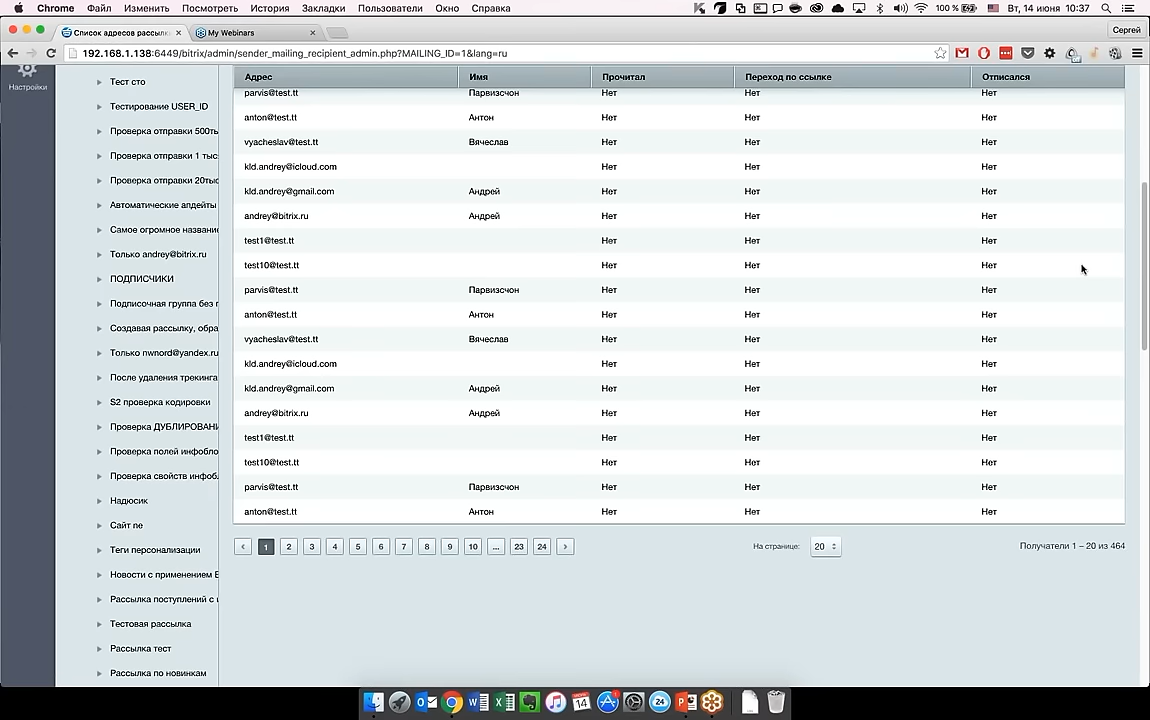 Chrome Файл Изменить Посмотреть История Закладки Пользователи Окно Справка 100 % Вт, 14 июня 10:37
Список адресов рассылк × My Webinars × Сергей
192.168.1.138:6449/bitrix/admin/sender_mailing_recipient_admin.php?MAILING_ID=1&lang=ru
Настройки
Тест сто
Тестирование USER_ID
Проверка отправки 500ты
Проверка отправки 1 тыс
Проверка отправки 20тыс
Автоматические апдейты
Самое огромное названи
Только andrey@bitrix.ru
ПОДПИСЧИКИ
Подписочная группа без г
Создавая рассылку, обра
Только nwnord@yandex.ru
После удаления трекинга
S2 проверка кодировки
Проверка ДУБЛИРОВАНИ
Проверка полей инфобло
Проверка свойств инфобл
Надюсик
Сайт ne
Теги персонализации
Новости с применением
Рассылка поступлений с
Тестовая рассылка
Рассылка тест
Рассылка по новинкам
Адрес Имя Прочитал Переход по ссылке Отписался
parvis@test.tt Парвизсчон Нет Нет Нет
anton@test.tt Антон Нет Нет Нет
vyacheslav@test.tt Вячеслав Нет Нет Нет
kld.andrey@icloud.com Нет Нет Нет
kld.andrey@gmail.com Андрей Нет Нет Нет
andrey@bitrix.ru Андрей Нет Нет Нет
test1@test.tt Нет Нет Нет
test10@test.tt Нет Нет Нет
parvis@test.tt Парвизсчон Нет Нет Нет
anton@test.tt Антон Нет Нет Нет
vyacheslav@test.tt Вячеслав Нет Нет Нет
kld.andrey@icloud.com Нет Нет Нет
kld.andrey@gmail.com Андрей Нет Нет Нет
andrey@bitrix.ru Андрей Нет Нет Нет
test1@test.tt Нет Нет Нет
test10@test.tt Нет Нет Нет
parvis@test.tt Парвизсчон Нет Нет Нет
anton@test.tt Антон Нет Нет Нет
‹ 1 2 3 4 5 6 7 8 9 10 ... 23 24 › На странице: 20 Получатели 1 – 20 из 464
14 24